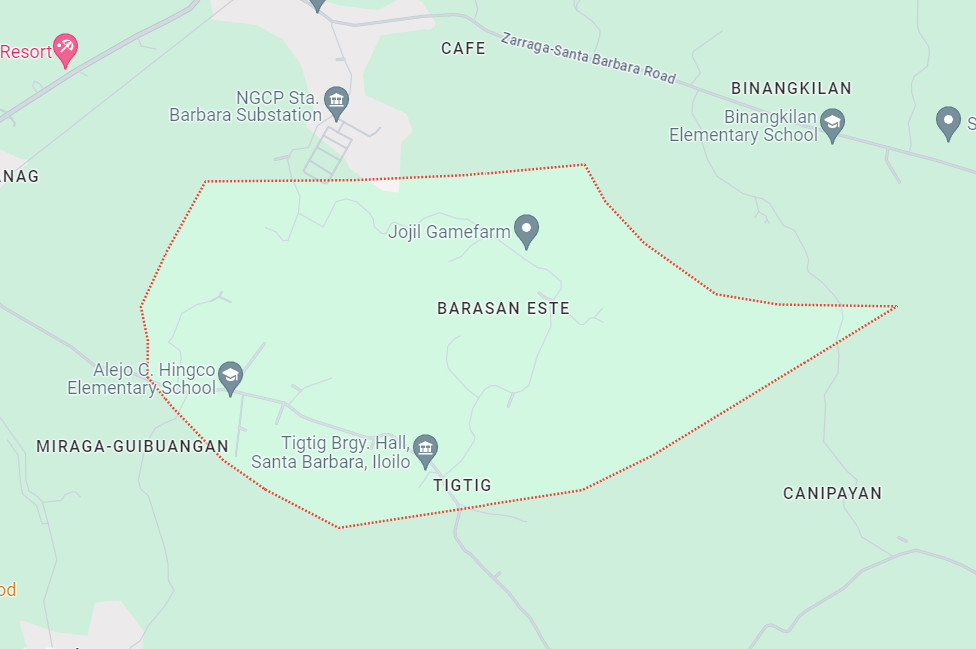 CAFE
Zarraga-Santa Barbara Road
Resort
BINANGKILAN
NGCP Sta.
Barbara Substation
Binangkilan
Elementary School
S
NAG
Jojil Gamefarm
BARASAN ESTE
Alejo C. Hingco
Elementary School
MIRAGA-GUIBUANGAN
Tigtig Brgy. Hall,
Santa Barbara, Iloilo
TIGTIG
CANIPAYAN
od